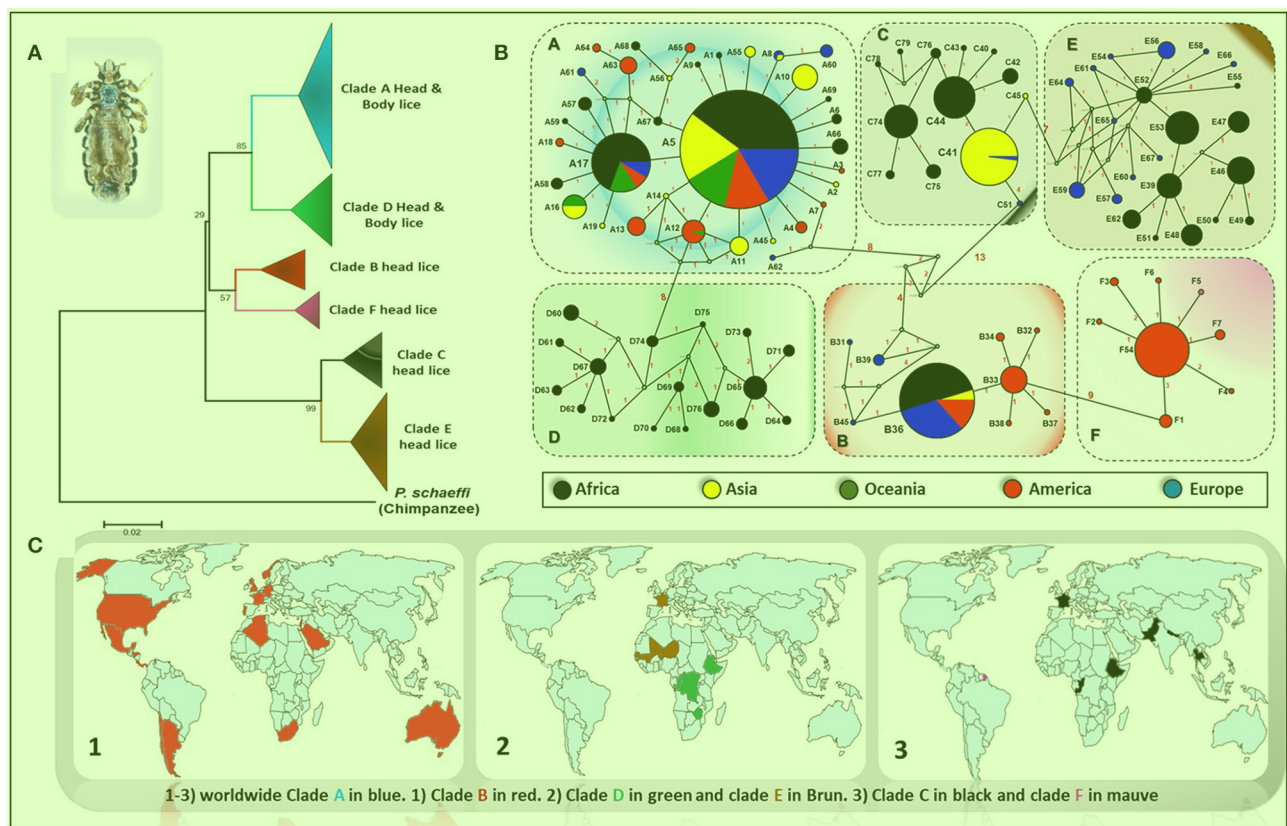 A
Clade A Head &
Body lice
85
Clade D Head &
Body lice
29
Clade B head lice
57
Clade F head lice
Clade C
head lice
99
Clade E
head lice
P. schaeffi
(Chimpanzee)
0.02
B
A
A64
A68
A65
A1
A55
A8
A60
A63
A9
A61
A56
A10
A57
A67
A69
A6
A59
A66
A5
A18
A17
A3
A2
A58
A14
A7
A16
A19
A13
A12
A4
A11
A45
A62
C
C79
C76
C43
C40
C78
C42
C45
C74
C44
C41
C77
C75
C51
E
E56
E58
E54
E61
E66
E52
E55
E64
E65
E53
E47
E67
E46
E60
E39
E59
E57
E62
E50
E49
E51
E48
7
8
13
8
4
9
D60
D75
D61
D74
D73
D71
D67
D69
D65
D63
D76
D62
D72
D70
D68
D66
D64
D
B31
B34
B32
B39
B33
B45
B36
B38
B37
B
F6
F3
F5
F2
F7
F54
F4
F1
F
Africa
Asia
Oceania
America
Europe
C
1
2
3
1-3) worldwide Clade A in blue. 1) Clade B in red. 2) Clade D in green and clade E in Brun. 3) Clade C in black and clade F in mauve